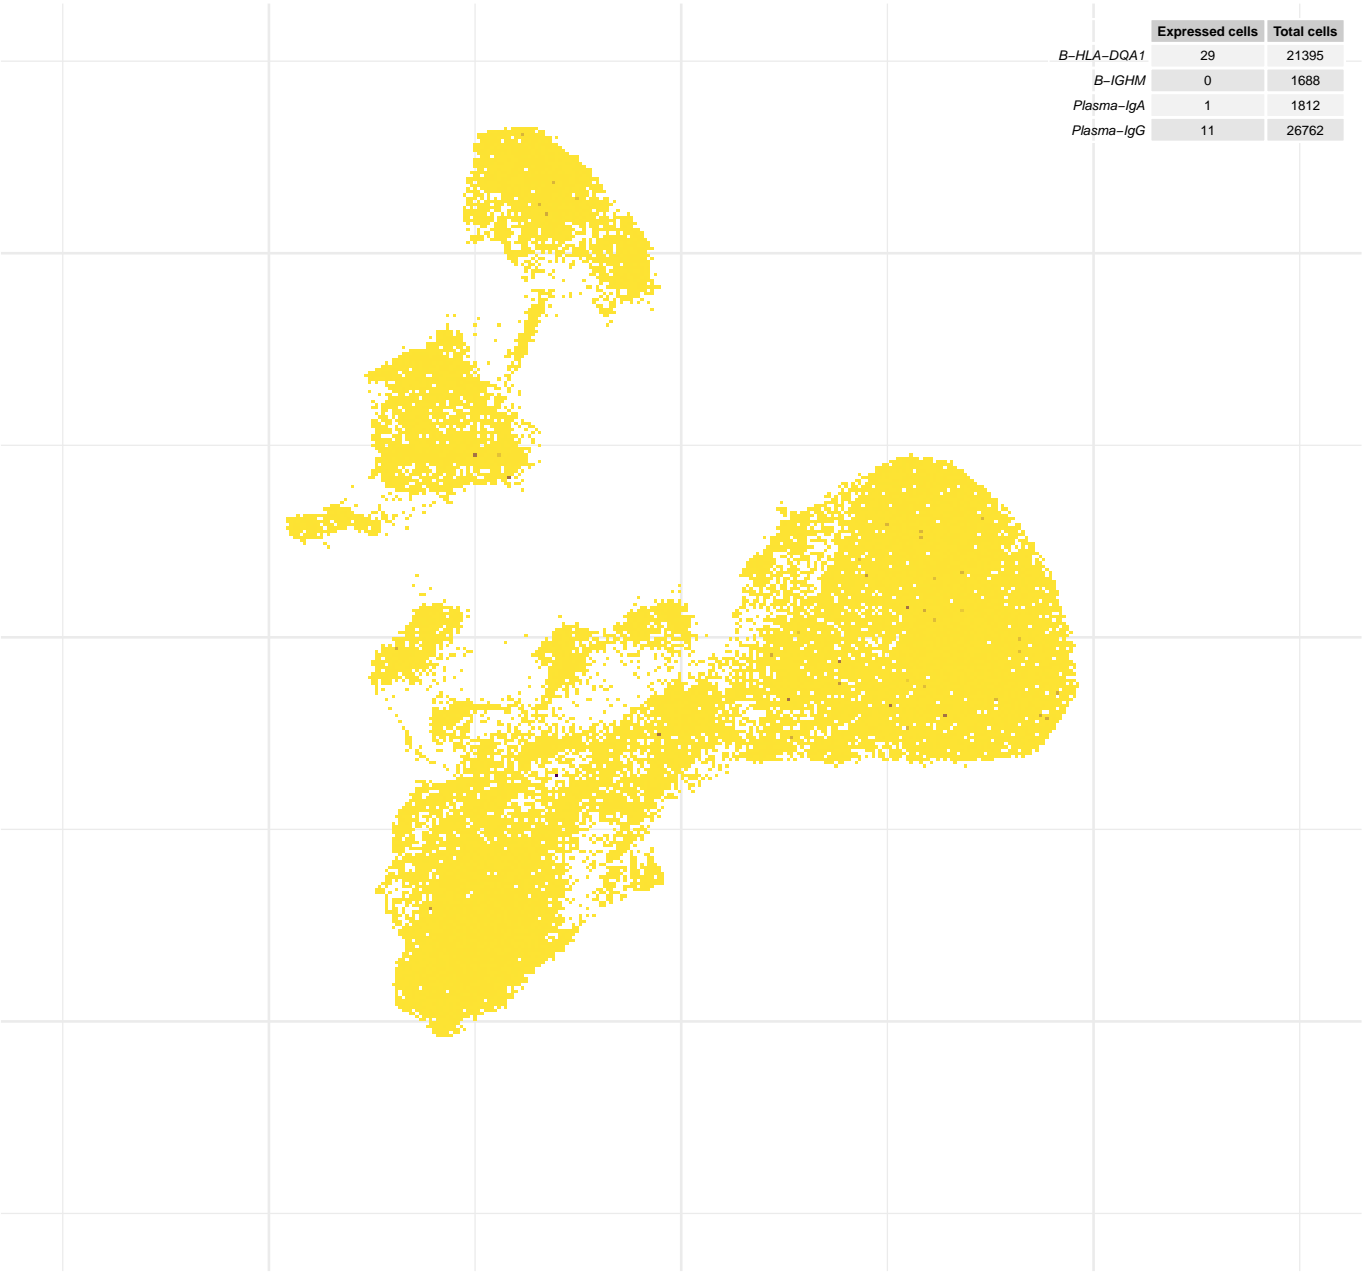 Expressed cells Total cells
B−HLA−DQA1 29 21395
B−IGHM 0 1688
Plasma−IgA 1 1812
Plasma−IgG 11 26762